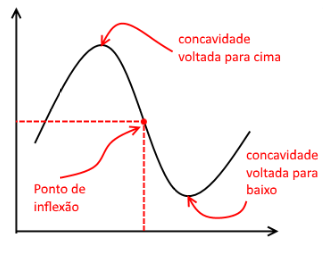 concavidade
voltada para cima
Ponto de
inflexão
concavidade
voltada para
baixo